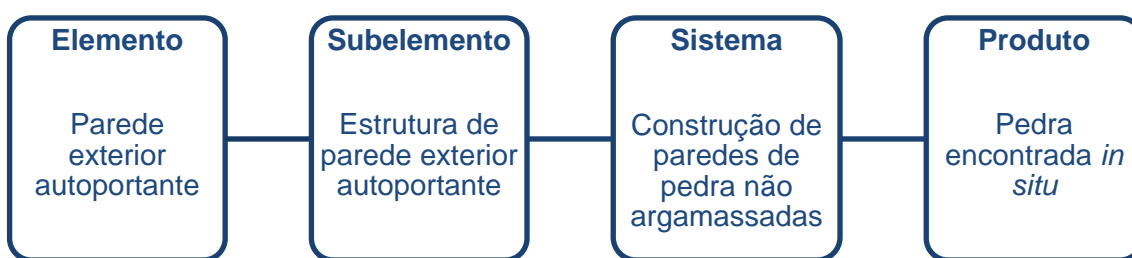 Elemento
Parede
exterior
autoportante
Subelemento
Estrutura de
parede exterior
autoportante
Sistema
Construção de
paredes de
pedra não
argamassadas
Produto
Pedra
encontrada in
situ